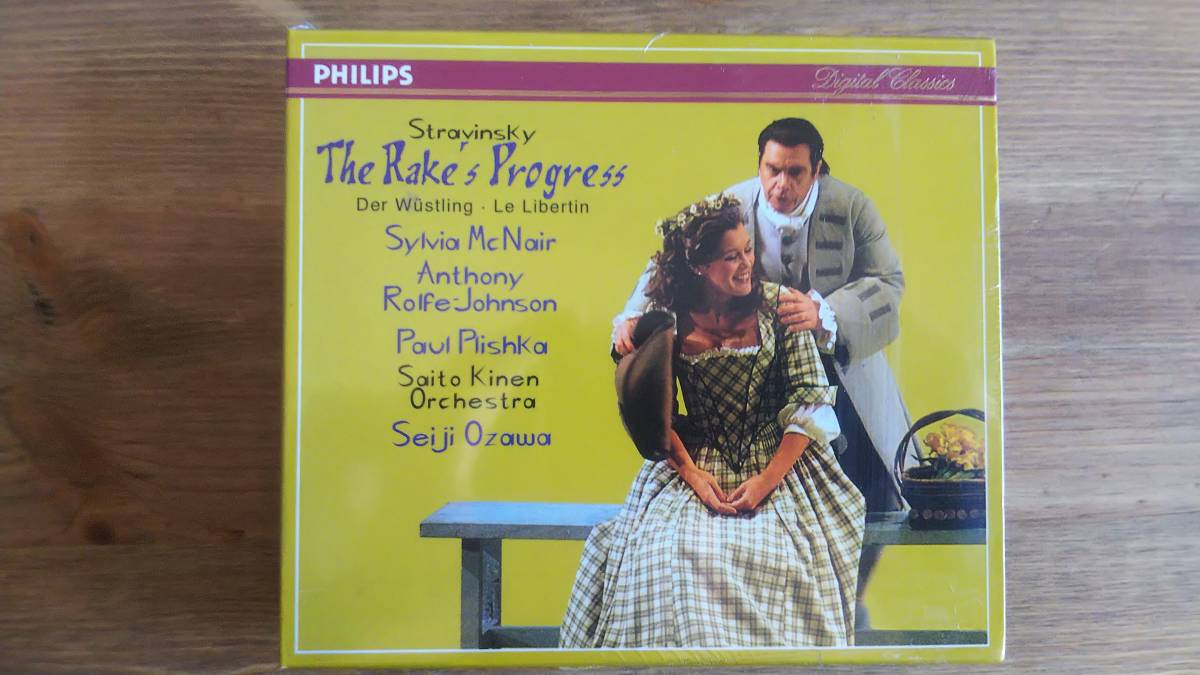 PHILIPS
Digital Classics
Stravinsky
The Rake's Progress
Der Wüstling · Le Libertin
Sylvia McNair
Anthony
Rolfe-Johnson
Paul Plishka
Saito Kinen
Orchestra
Seiji Ozawa